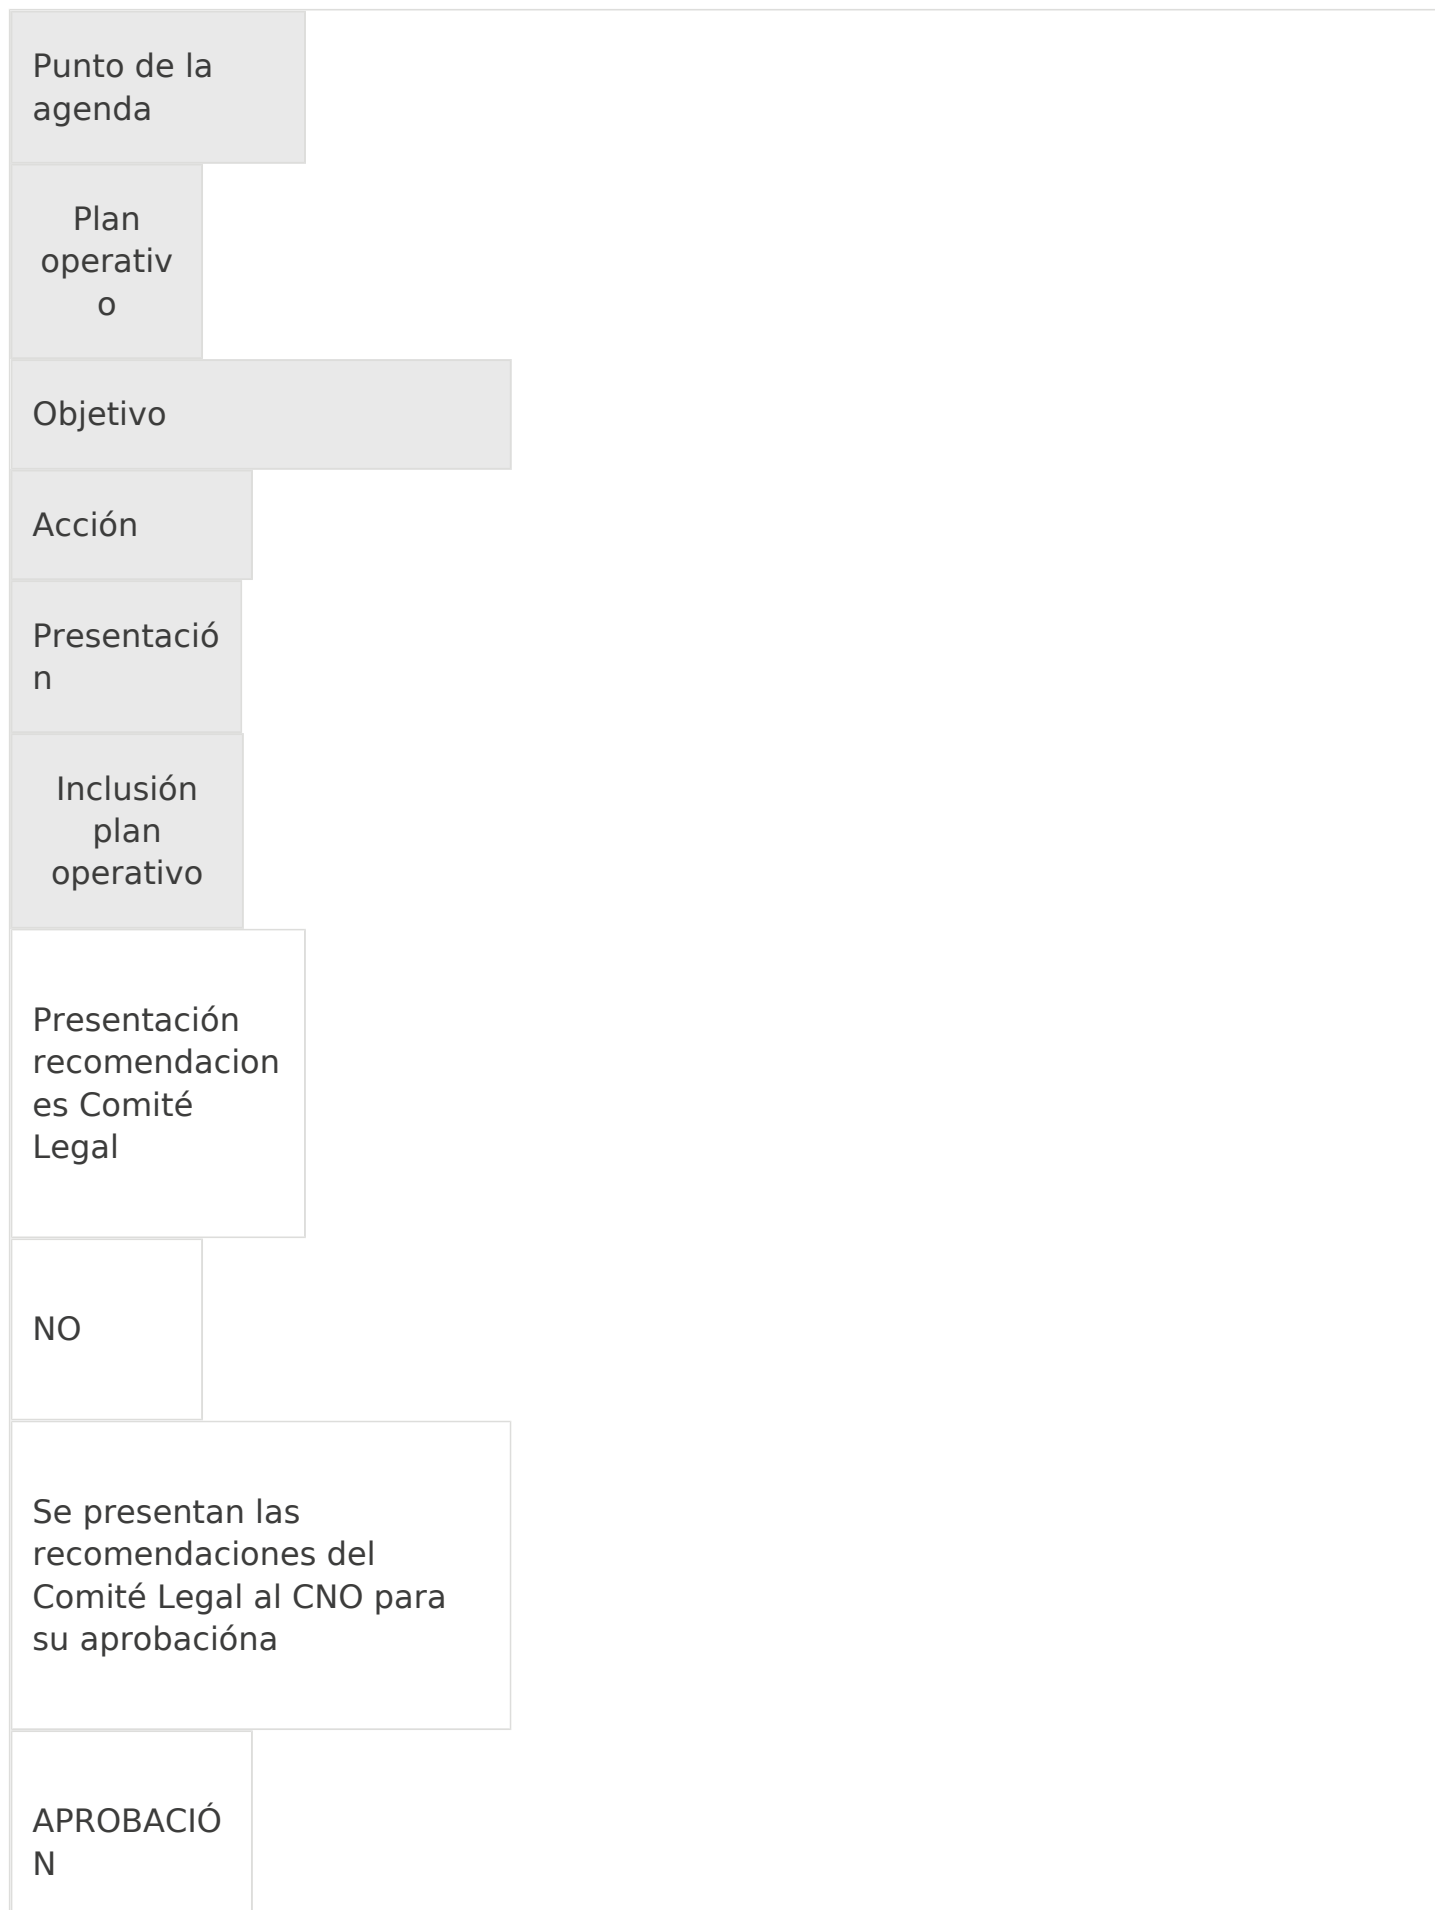 Punto de la
agenda
Plan
operativ
o
Objetivo
Acción
Presentació
n
Inclusión
plan
operativo
Presentación
recomendacion
es Comité
Legal
NO
Se presentan las
recomendaciones del
Comité Legal al CNO para
su aprobacióna
APROBACIÓ
N